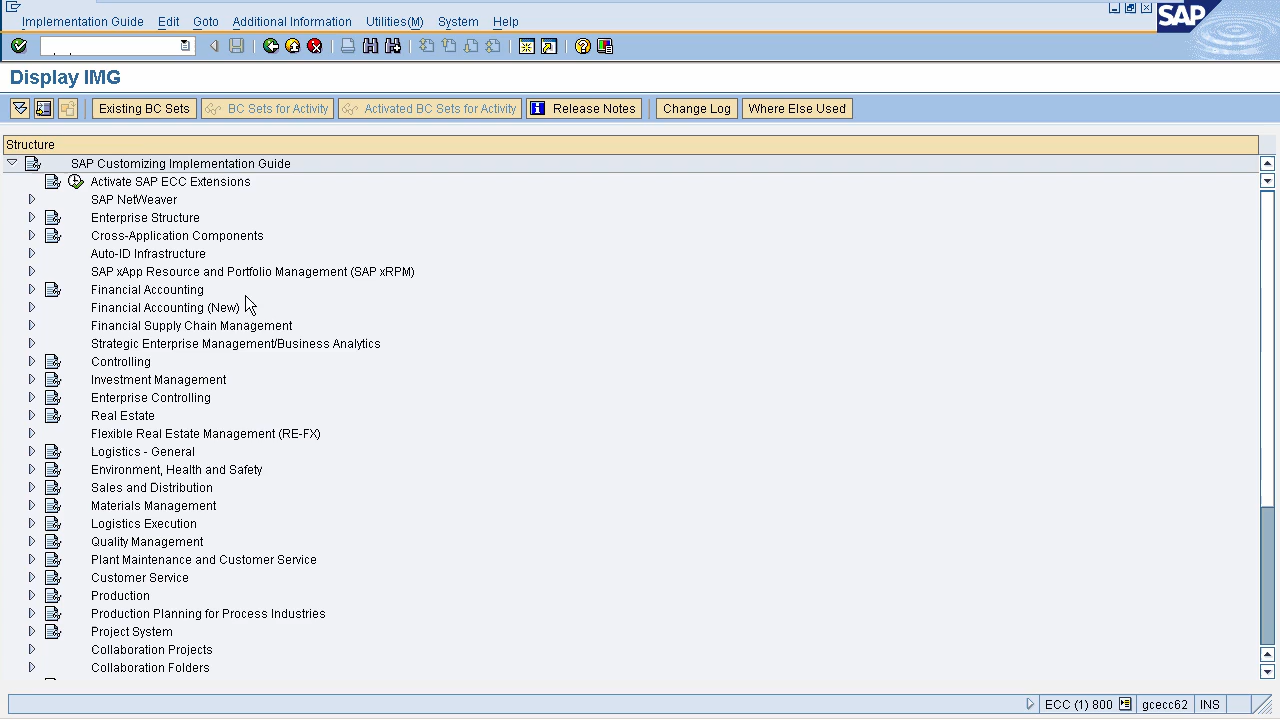 Implementation Guide Edit Goto Additional Information Utilities(M) System Help
SAP
Display IMG
Existing BC Sets BC Sets for Activity Activated BC Sets for Activity Release Notes Change Log Where Else Used
Structure
SAP Customizing Implementation Guide
Activate SAP ECC Extensions
SAP NetWeaver
Enterprise Structure
Cross-Application Components
Auto-ID Infrastructure
SAP xApp Resource and Portfolio Management (SAP xRPM)
Financial Accounting
Financial Accounting (New)
Financial Supply Chain Management
Strategic Enterprise Management/Business Analytics
Controlling
Investment Management
Enterprise Controlling
Real Estate
Flexible Real Estate Management (RE-FX)
Logistics - General
Environment, Health and Safety
Sales and Distribution
Materials Management
Logistics Execution
Quality Management
Plant Maintenance and Customer Service
Customer Service
Production
Production Planning for Process Industries
Project System
Collaboration Projects
Collaboration Folders
ECC (1) 800 gcecc62 INS